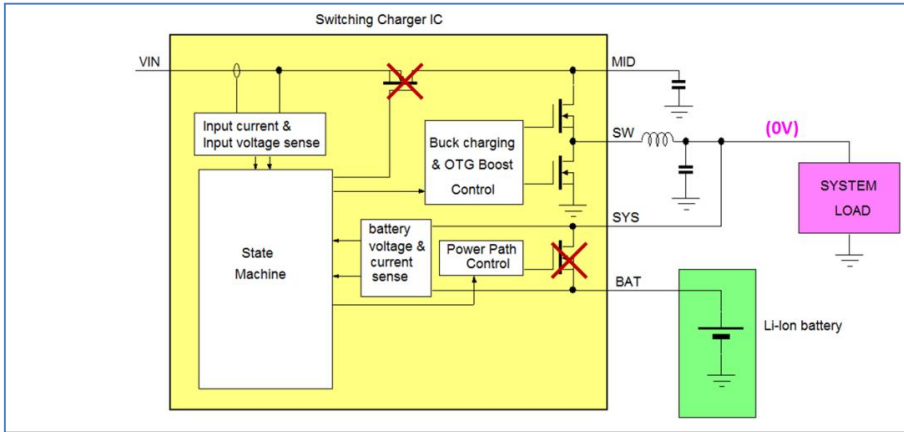 Switching Charger IC
VIN
MID
Input current &
Input voltage sense
Buck charging
& OTG Boost
Control
SW
(0V)
SYSTEM
LOAD
State
Machine
battery
voltage &
current
sense
Power Path
Control
SYS
BAT
Li-Ion battery